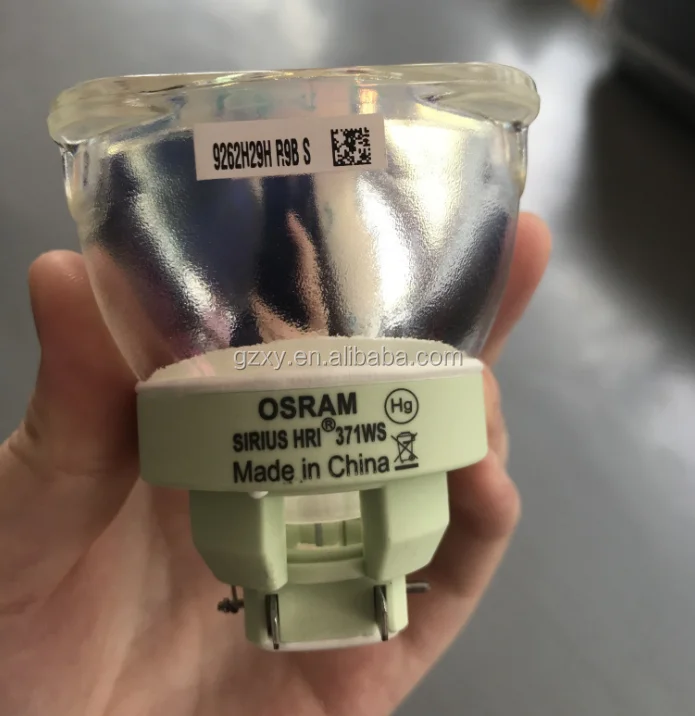 9262H29H R9B S
gzxy.en.alibaba.com
OSRAM
Hg
SIRIUS HRI® 371WS
Made in China